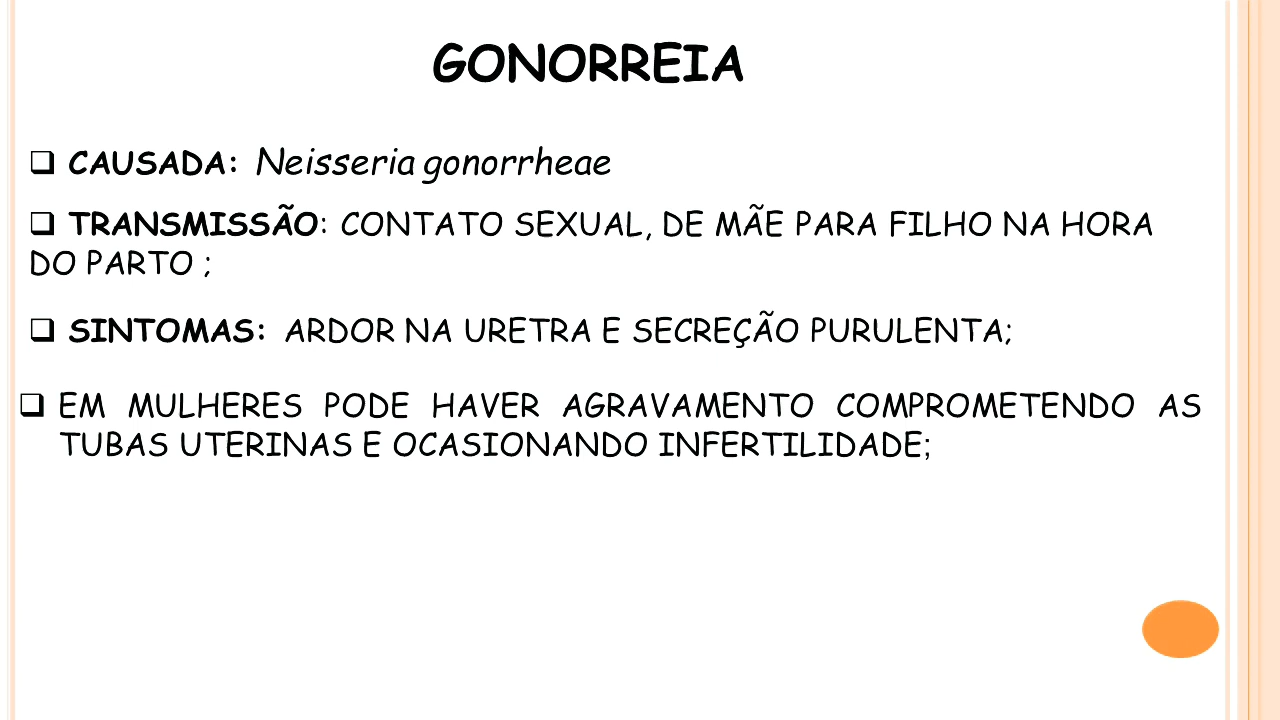 GONORREIA
❑ CAUSADA: Neisseria gonorrheae
❑ TRANSMISSÃO: CONTATO SEXUAL, DE MÃE PARA FILHO NA HORA
DO PARTO ;
❑ SINTOMAS: ARDOR NA URETRA E SECREÇÃO PURULENTA;
❑ EM MULHERES PODE HAVER AGRAVAMENTO COMPROMETENDO AS
TUBAS UTERINAS E OCASIONANDO INFERTILIDADE;